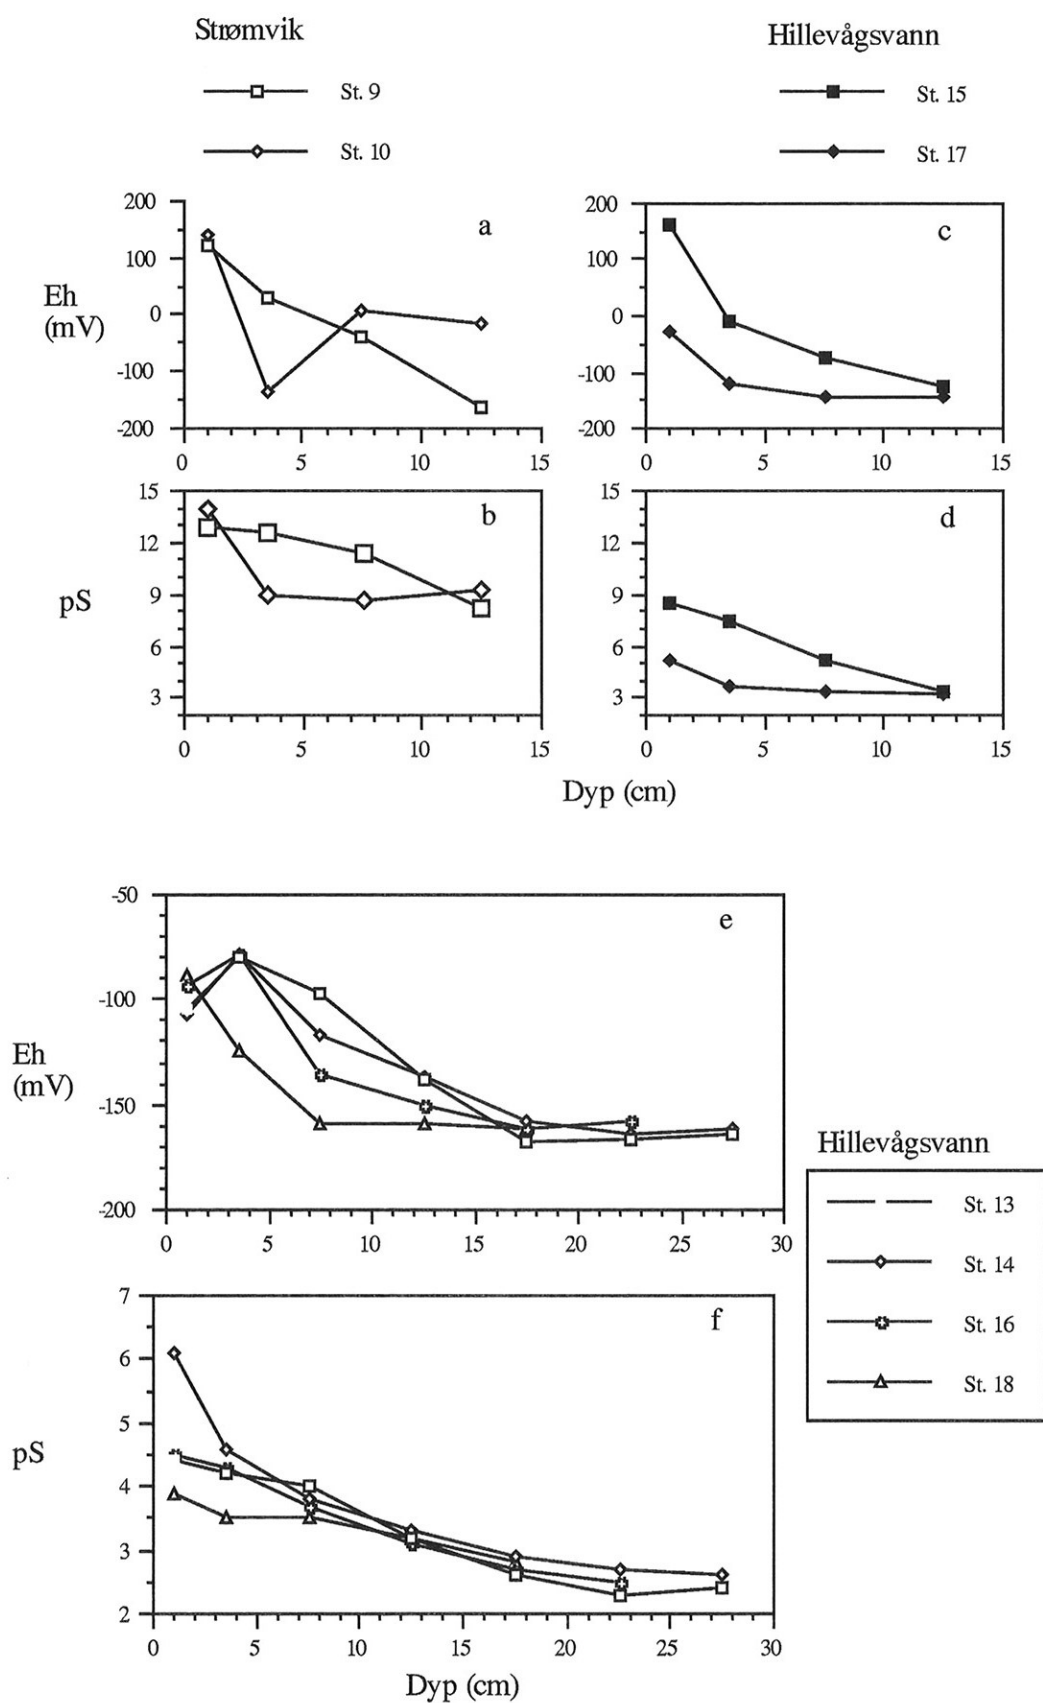 Strømvik
Hillevågsvann
St. 9
St. 15
St. 10
St. 17
200
100
0
-100
-200
Eh
(mV)
a
0
5
10
15
200
100
0
-100
-200
c
0
5
10
15
15
12
9
6
3
pS
b
0
5
10
15
15
12
9
6
3
d
0
5
10
15
Dyp (cm)
-50
-100
-150
-200
Eh
(mV)
e
0
5
10
15
20
25
30
Hillevågsvann
St. 13
St. 14
St. 16
St. 18
7
6
5
4
3
2
pS
f
0
5
10
15
20
25
30
Dyp (cm)